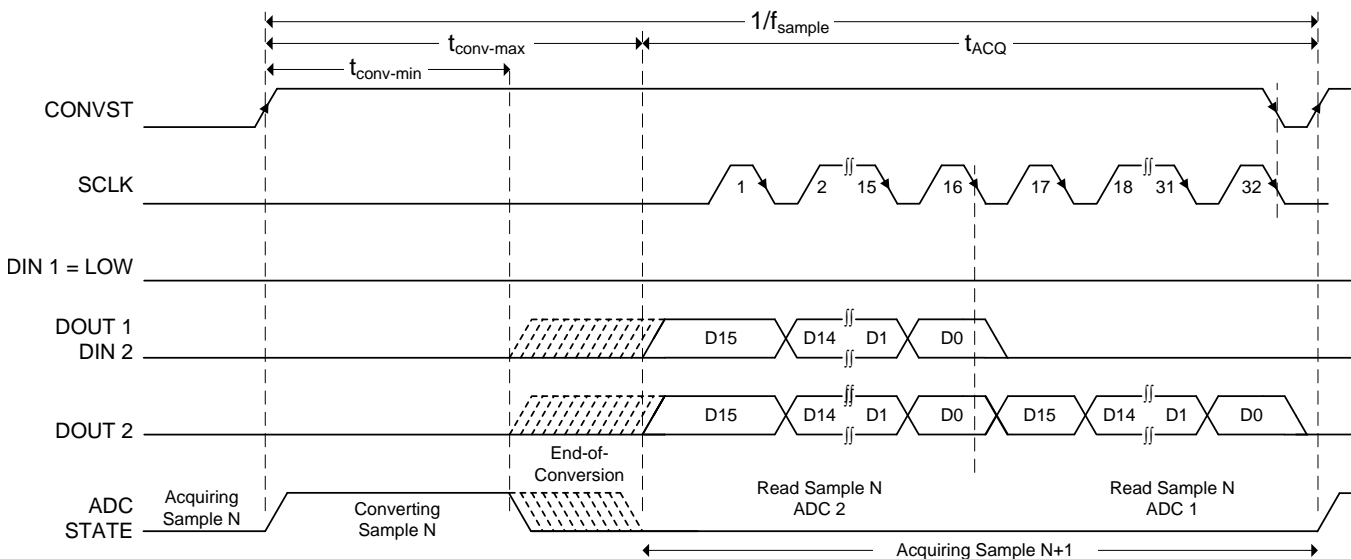 1/fsample
tconv-max
tACQ
tconv-min
CONVST
SCLK
1 2 ∫∫ 15 16 17 18 ∫∫ 31 32
DIN 1 = LOW
DOUT 1
DIN 2
D15 D14 ∫∫ D1 D0
∫∫
DOUT 2
D15 D14 ∫∫ D1 D0 D15 D14 ∫∫ D1 D0
∫∫ ∫∫
End-of-
Conversion
ADC
STATE
Acquiring
Sample N
Converting
Sample N
Read Sample N
ADC 2
Read Sample N
ADC 1
Acquiring Sample N+1